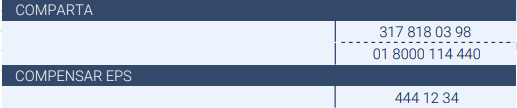 COMPARTA
317 818 03 98
01 8000 114 440
COMPENSAR EPS
444 12 34